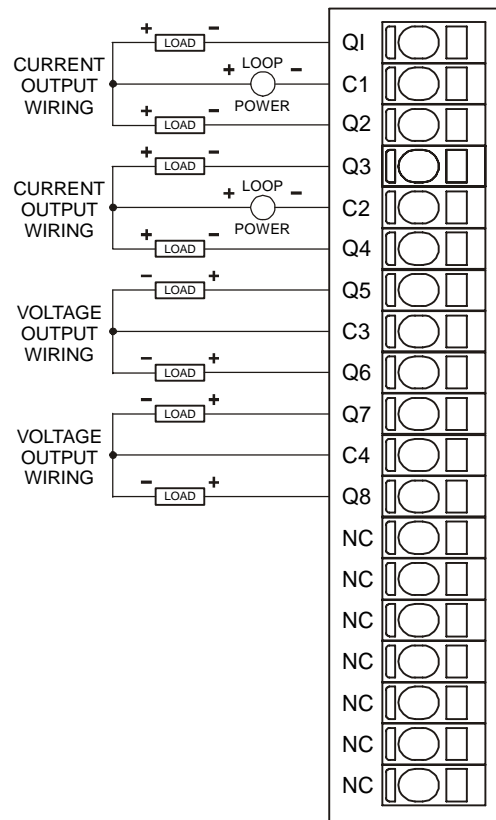 + LOAD − QI
CURRENT
OUTPUT
WIRING
+ LOOP
POWER − C1
+ LOAD − Q2
+ LOAD − Q3
CURRENT
OUTPUT
WIRING
+ LOOP
POWER − C2
+ LOAD − Q4
− LOAD + Q5
VOLTAGE
OUTPUT
WIRING
C3
− LOAD + Q6
− LOAD + Q7
VOLTAGE
OUTPUT
WIRING
C4
− LOAD + Q8
NC
NC
NC
NC
NC
NC
NC